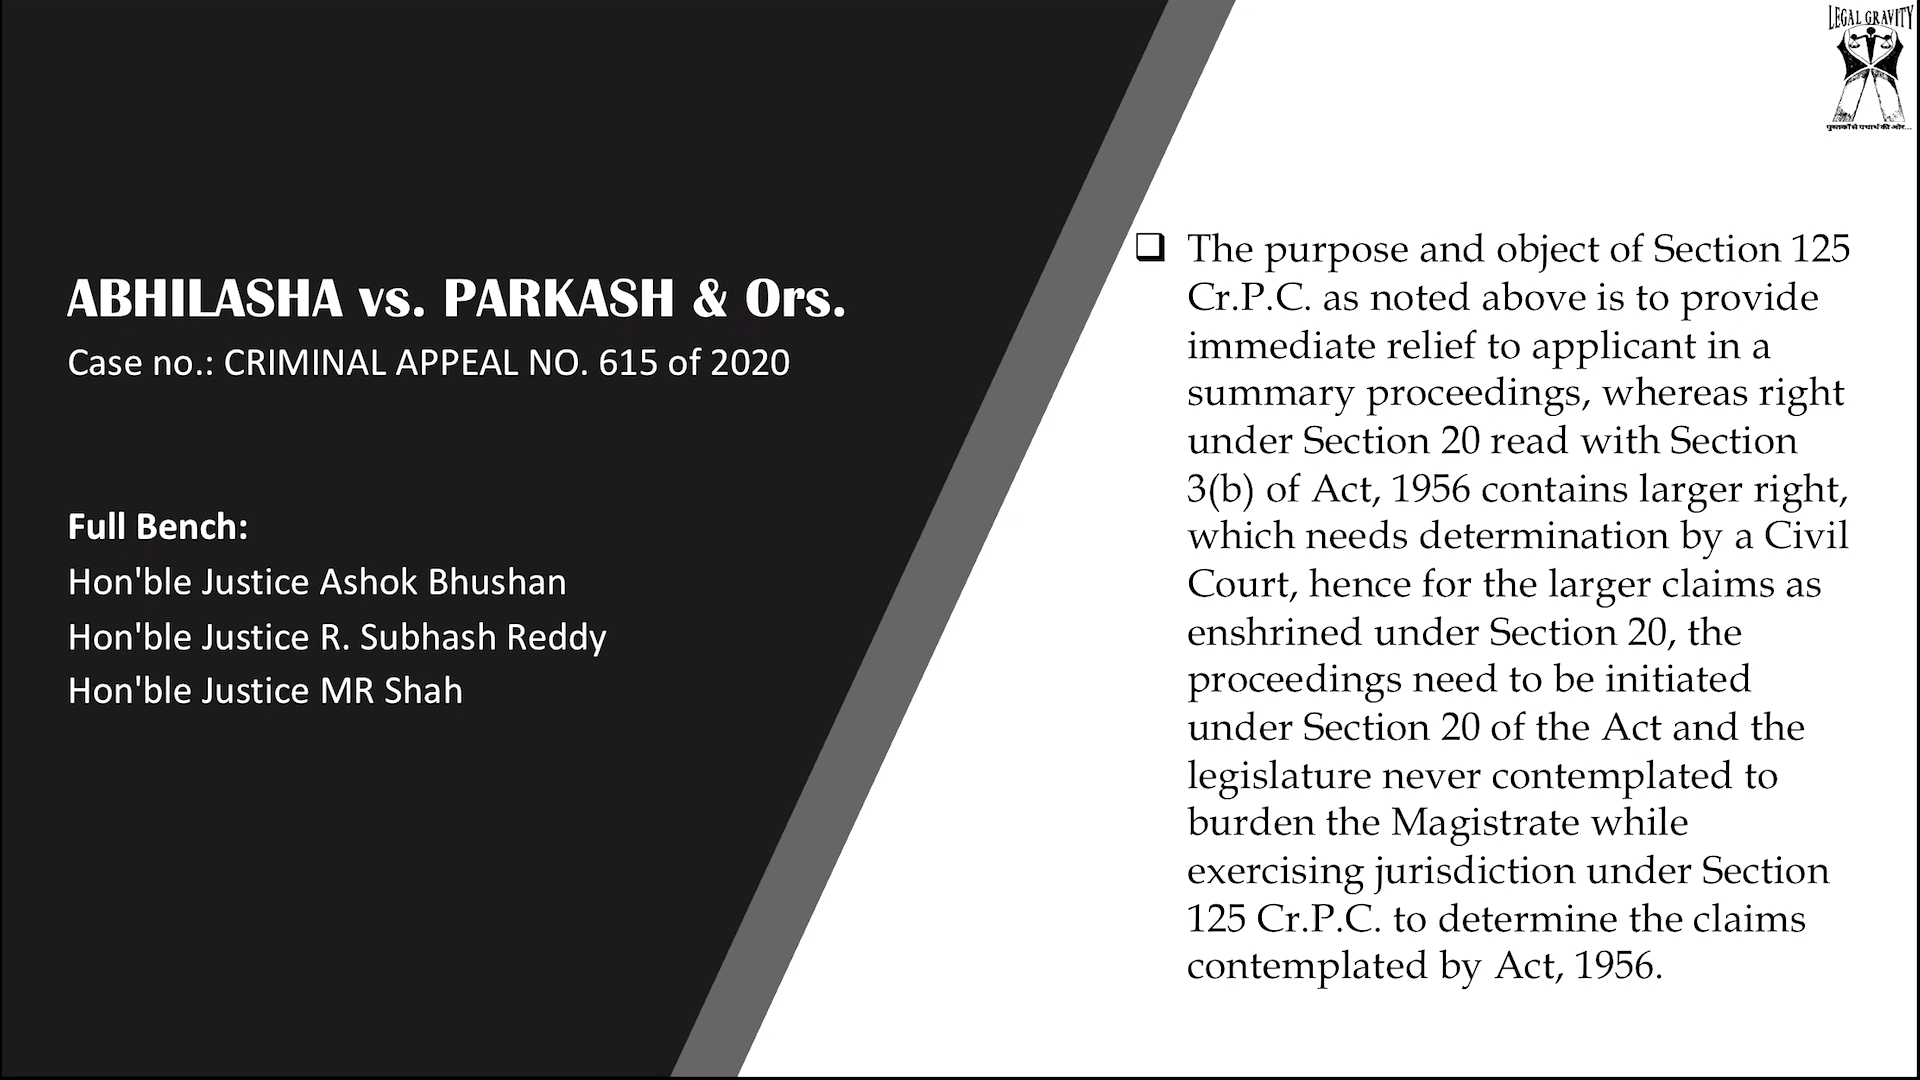 LEGAL GRAVITY
पुस्तकों से यथार्थ की ओर...
ABHILASHA vs. PARKASH & Ors.
Case no.: CRIMINAL APPEAL NO. 615 of 2020
Full Bench:
Hon'ble Justice Ashok Bhushan
Hon'ble Justice R. Subhash Reddy
Hon'ble Justice MR Shah
The purpose and object of Section 125
Cr.P.C. as noted above is to provide
immediate relief to applicant in a
summary proceedings, whereas right
under Section 20 read with Section
3(b) of Act, 1956 contains larger right,
which needs determination by a Civil
Court, hence for the larger claims as
enshrined under Section 20, the
proceedings need to be initiated
under Section 20 of the Act and the
legislature never contemplated to
burden the Magistrate while
exercising jurisdiction under Section
125 Cr.P.C. to determine the claims
contemplated by Act, 1956.